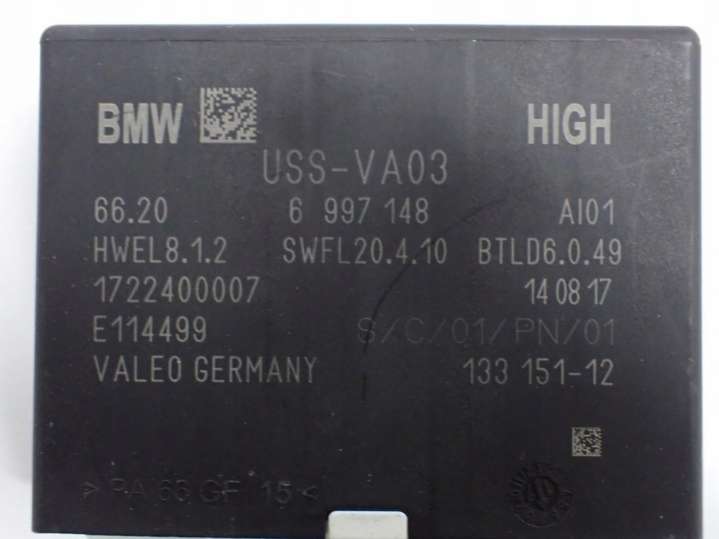 BMW HIGH
USS-VA03
66.20 6 997 148 AI01
HWEL8.1.2 SWFL20.4.10 BTLD6.0.49
1722400007 14 08 17
E114499 S/C/01/PN/01
VALEO GERMANY 133 151-12
>PA 66 GF 15<